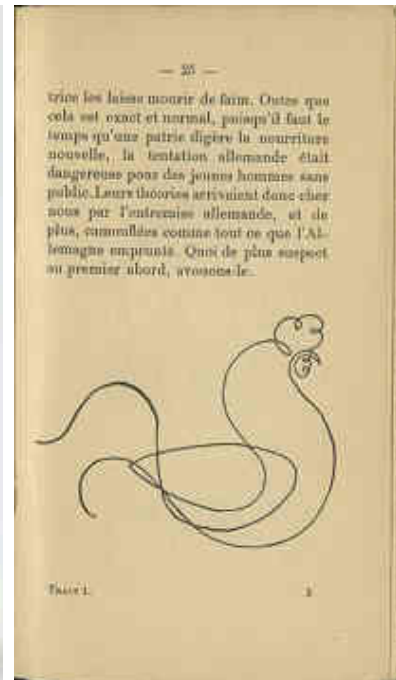 — 25 —
trice les laisse mourir de faim. Outre que
cela est exact et normal, puisqu'il faut le
temps qu'une patrie digère la nourriture
nouvelle, la tentation allemande était
dangereuse pour des jeunes hommes sans
public. Leurs théories arrivaient donc chez
nous par l'entremise allemande, et de
plus, camouflées comme tout ce que l'Al-
lemagne emprunte. Quoi de plus suspect
au premier abord, avouons-le.